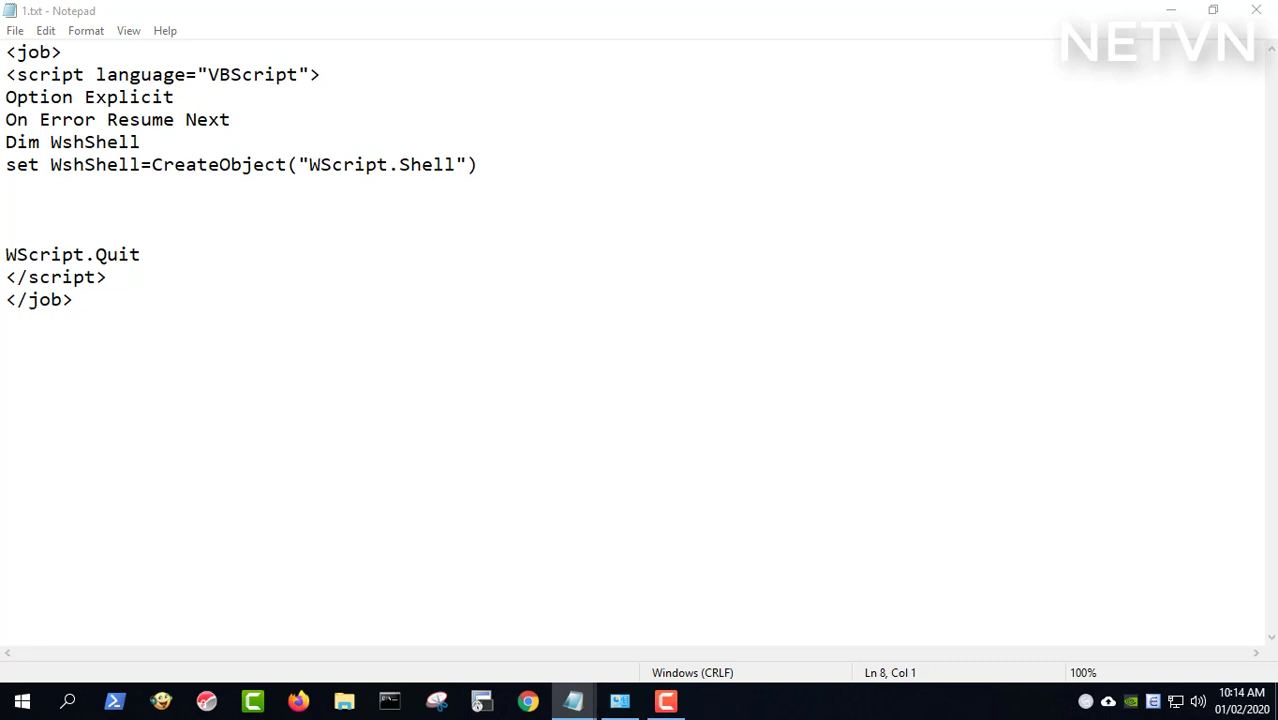 1.txt - Notepad
File Edit Format View Help
NETVN
<job>
<script language="VBScript">
Option Explicit
On Error Resume Next
Dim WshShell
set WshShell=CreateObject("WScript.Shell")
WScript.Quit
</script>
</job>
Windows (CRLF) Ln 8, Col 1 100%
10:14 AM
01/02/2020